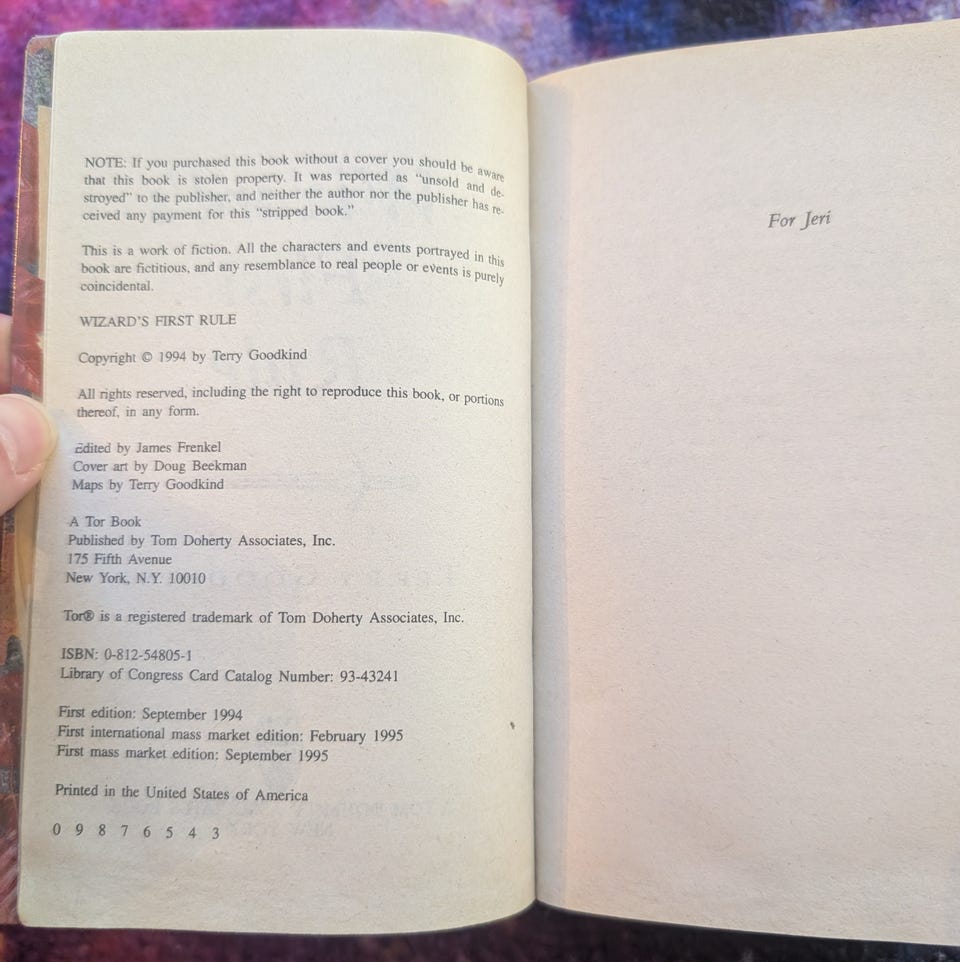 NOTE: If you purchased this book without a cover you should be aware
that this book is stolen property. It was reported as "unsold and de-
stroyed" to the publisher, and neither the author nor the publisher has re-
ceived any payment for this "stripped book."
This is a work of fiction. All the characters and events portrayed in this
book are fictitious, and any resemblance to real people or events is purely
coincidental.
WIZARD'S FIRST RULE
Copyright © 1994 by Terry Goodkind
All rights reserved, including the right to reproduce this book, or portions
thereof, in any form.
Edited by James Frenkel
Cover art by Doug Beekman
Maps by Terry Goodkind
A Tor Book
Published by Tom Doherty Associates, Inc.
175 Fifth Avenue
New York, N.Y. 10010
Tor® is a registered trademark of Tom Doherty Associates, Inc.
ISBN: 0-812-54805-1
Library of Congress Card Catalog Number: 93-43241
First edition: September 1994
First international mass market edition: February 1995
First mass market edition: September 1995
Printed in the United States of America
0 9 8 7 6 5 4 3
For Jeri